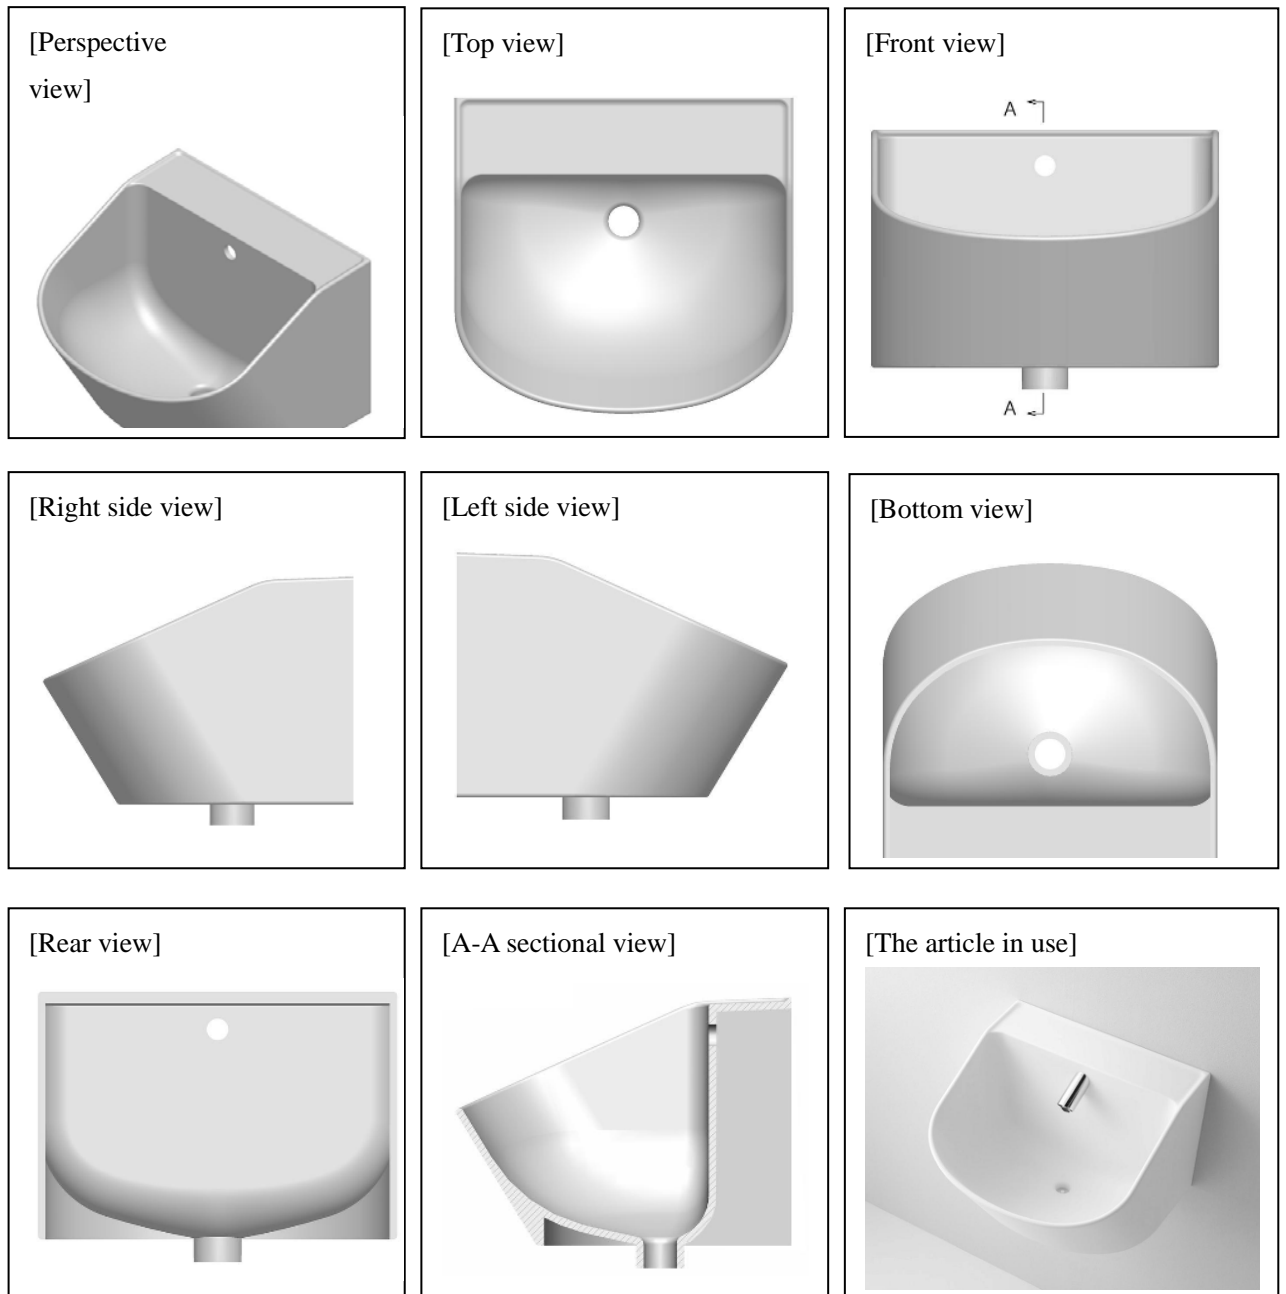 [Perspective
view]
[Top view]
[Front view]
A
A
[Right side view]
[Left side view]
[Bottom view]
[Rear view]
[A-A sectional view]
[The article in use]